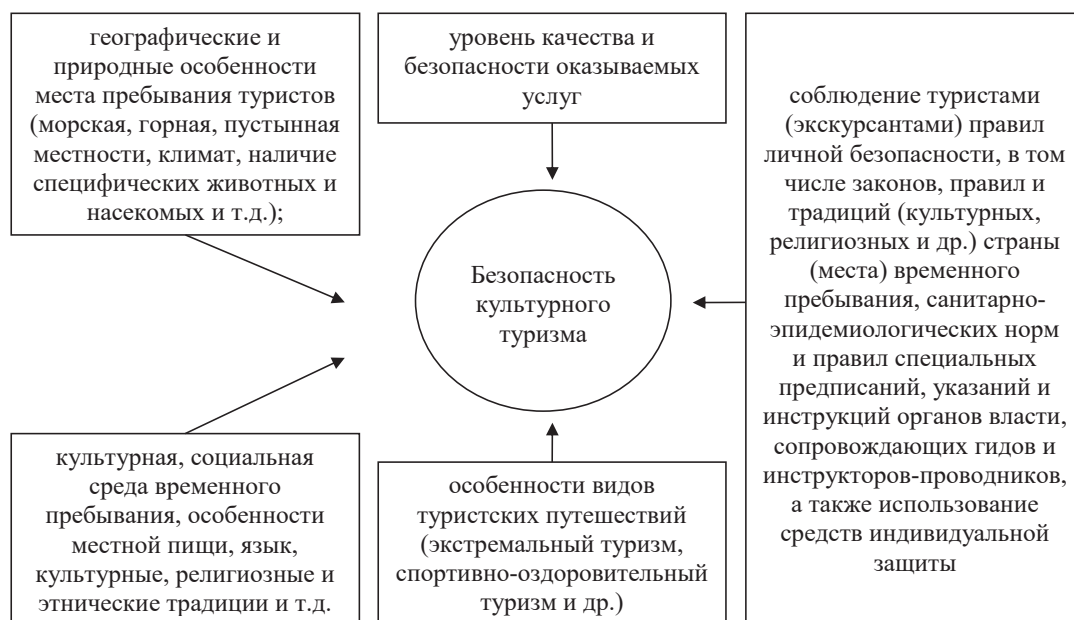 географические и
природные особенности
места пребывания туристов
(морская, горная, пустынная
местности, климат, наличие
специфических животных и
насекомых и т.д.);
уровень качества и
безопасности оказываемых
услуг
соблюдение туристами
(экскурсантами) правил
личной безопасности, в том
числе законов, правил и
традиций (культурных,
религиозных и др.) страны
(места) временного
пребывания, санитарно-
эпидемиологических норм
и правил специальных
предписаний, указаний и
инструкций органов власти,
сопровождающих гидов и
инструкторов-проводников,
а также использование
средств индивидуальной
защиты
Безопасность
культурного
туризма
культурная, социальная
среда временного
пребывания, особенности
местной пищи, язык,
культурные, религиозные и
этнические традиции и т.д.
особенности видов
туристских путешествий
(экстремальный туризм,
спортивно-оздоровительный
туризм и др.)